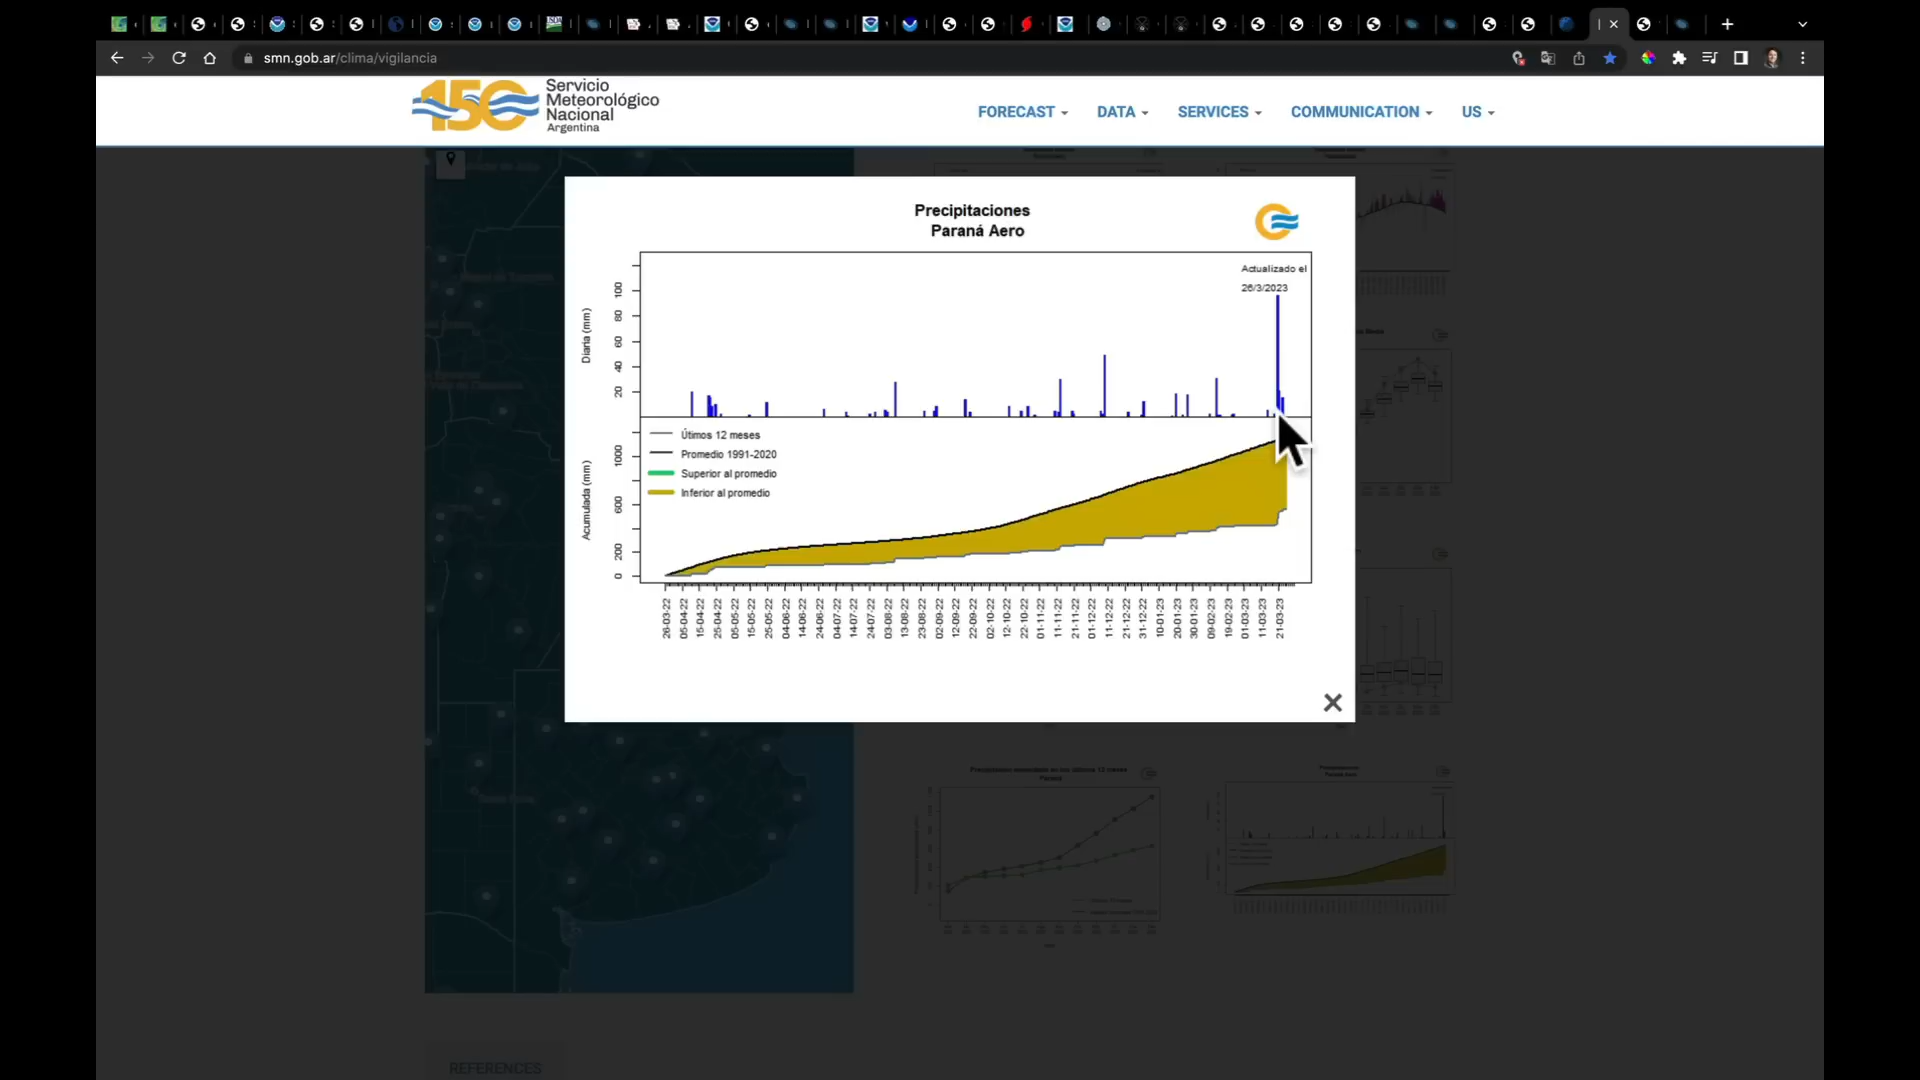 smn.gob.ar/clima/vigilancia
150
Servicio
Meteorológico
Nacional
Argentina
FORECAST
DATA
SERVICES
COMMUNICATION
US
Precipitaciones
Paraná Aero
Actualizado el
26/3/2023
Diaria (mm)
100
80
60
40
20
Útimos 12 meses
Promedio 1991-2020
Superior al promedio
Inferior al promedio
Acumulada (mm)
1000
600
200
0
26-03-22
05-04-22
15-04-22
25-04-22
05-05-22
15-05-22
25-05-22
04-06-22
14-06-22
24-06-22
04-07-22
14-07-22
24-07-22
03-08-22
13-08-22
23-08-22
02-09-22
12-09-22
22-09-22
02-10-22
12-10-22
22-10-22
01-11-22
11-11-22
21-11-22
01-12-22
11-12-22
21-12-22
31-12-22
10-01-23
20-01-23
30-01-23
09-02-23
19-02-23
01-03-23
11-03-23
21-03-23
REFERENCES